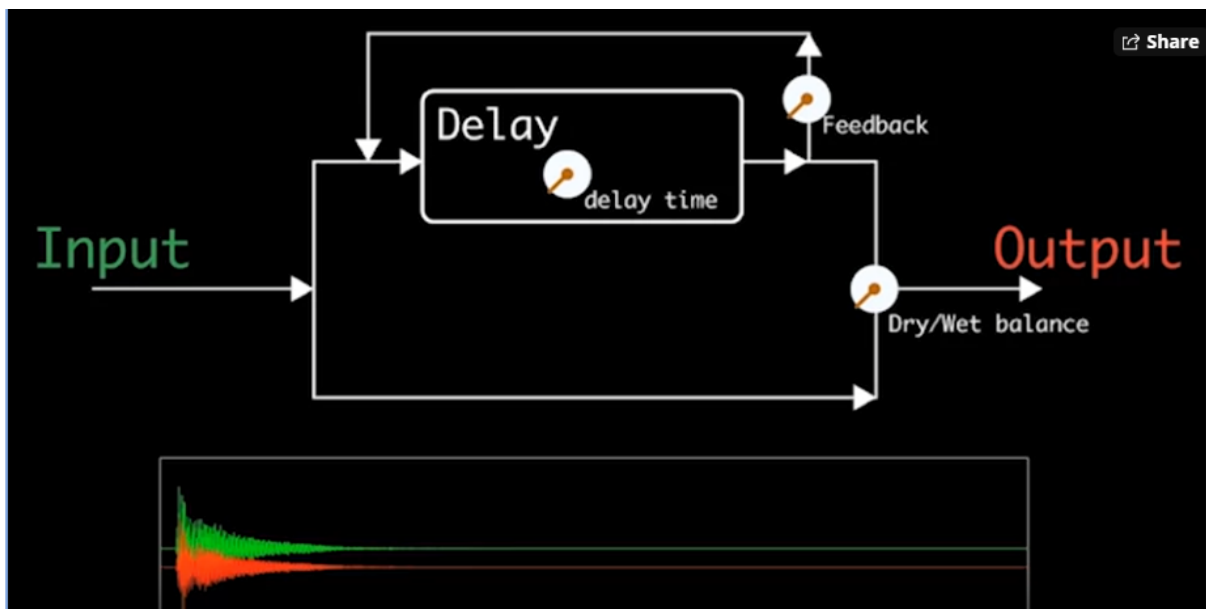 Share
Delay
Feedback
delay time
Input
Output
Dry/Wet balance